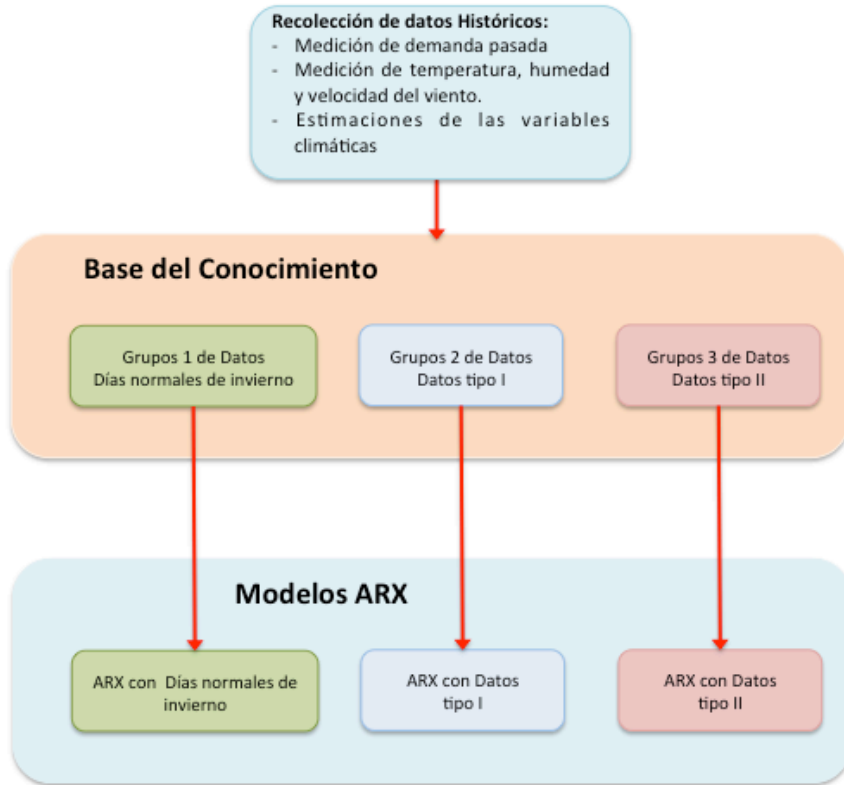 Recolección de datos Históricos:
- Medición de demanda pasada
- Medición de temperatura, humedad
y velocidad del viento.
- Estimaciones de las variables
climáticas
Base del Conocimiento
Grupos 1 de Datos
Días normales de invierno
Grupos 2 de Datos
Datos tipo I
Grupos 3 de Datos
Datos tipo II
Modelos ARX
ARX con Días normales de
invierno
ARX con Datos
tipo I
ARX con Datos
tipo II